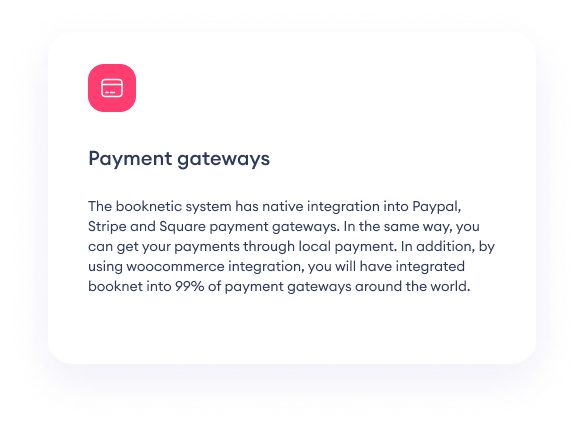 Payment gateways
The booknetic system has native integration into Paypal,
Stripe and Square payment gateways. In the same way, you
can get your payments through local payment. In addition, by
using woocommerce integration, you will have integrated
booknet into 99% of payment gateways around the world.